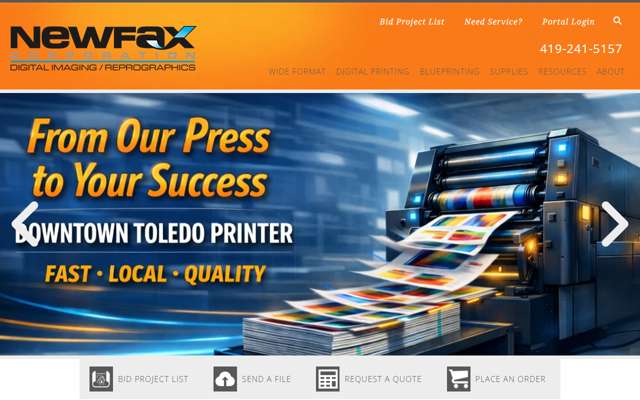 Bid Project List
Need Service?
Portal Login
NEWFAX
CORPORATION
DIGITAL IMAGING / REPROGRAPHICS
419-241-5157
WIDE FORMAT
DIGITAL PRINTING
BLUEPRINTING
SUPPLIES
RESOURCES
ABOUT
From Our Press
to Your Success
DOWNTOWN TOLEDO PRINTER
FAST • LOCAL • QUALITY
BID PROJECT LIST
SEND A FILE
REQUEST A QUOTE
PLACE AN ORDER